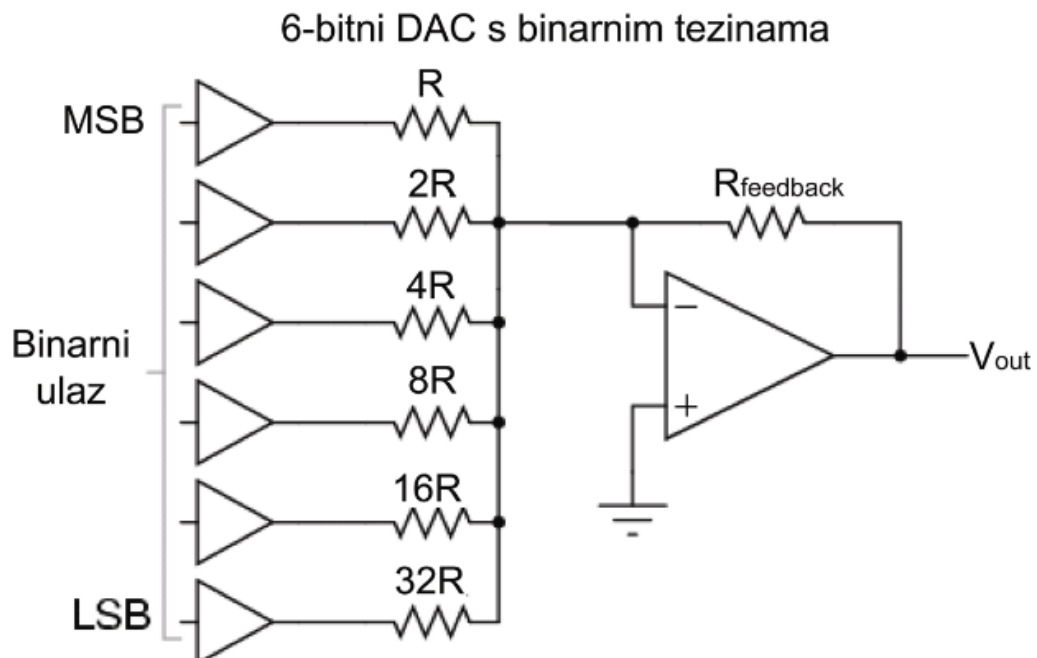 6-bitni DAC s binarnim tezinama
MSB
R
2R
4R
8R
16R
32R
Binarni
ulaz
LSB
Rfeedback
−
+
Vout